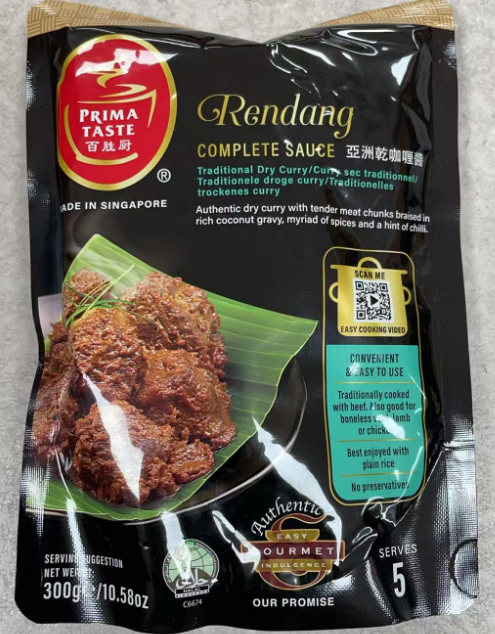 PRIMA
TASTE
百胜厨
®
MADE IN SINGAPORE
Rendang
COMPLETE SAUCE 亞洲乾咖喱醬
Traditional Dry Curry/Curry sec traditionnel/
Traditionele droge curry/Traditionelles
trockenes curry
Authentic dry curry with tender meat chunks braised in
rich coconut gravy, myriad of spices and a hint of chilli.
SCAN ME
EASY COOKING VIDEO
CONVENIENT
& EASY TO USE
Traditionally cooked
with beef. Also good for
boneless lamb
or chicken
Best enjoyed with
plain rice
No preservatives
Authentic
EASY
GOURMET
INDULGENCE
OUR PROMISE
SERVING SUGGESTION
NET WEIGHT:
300g/10.58oz
حلال
SINGAPORE
C6674
SERVES
5